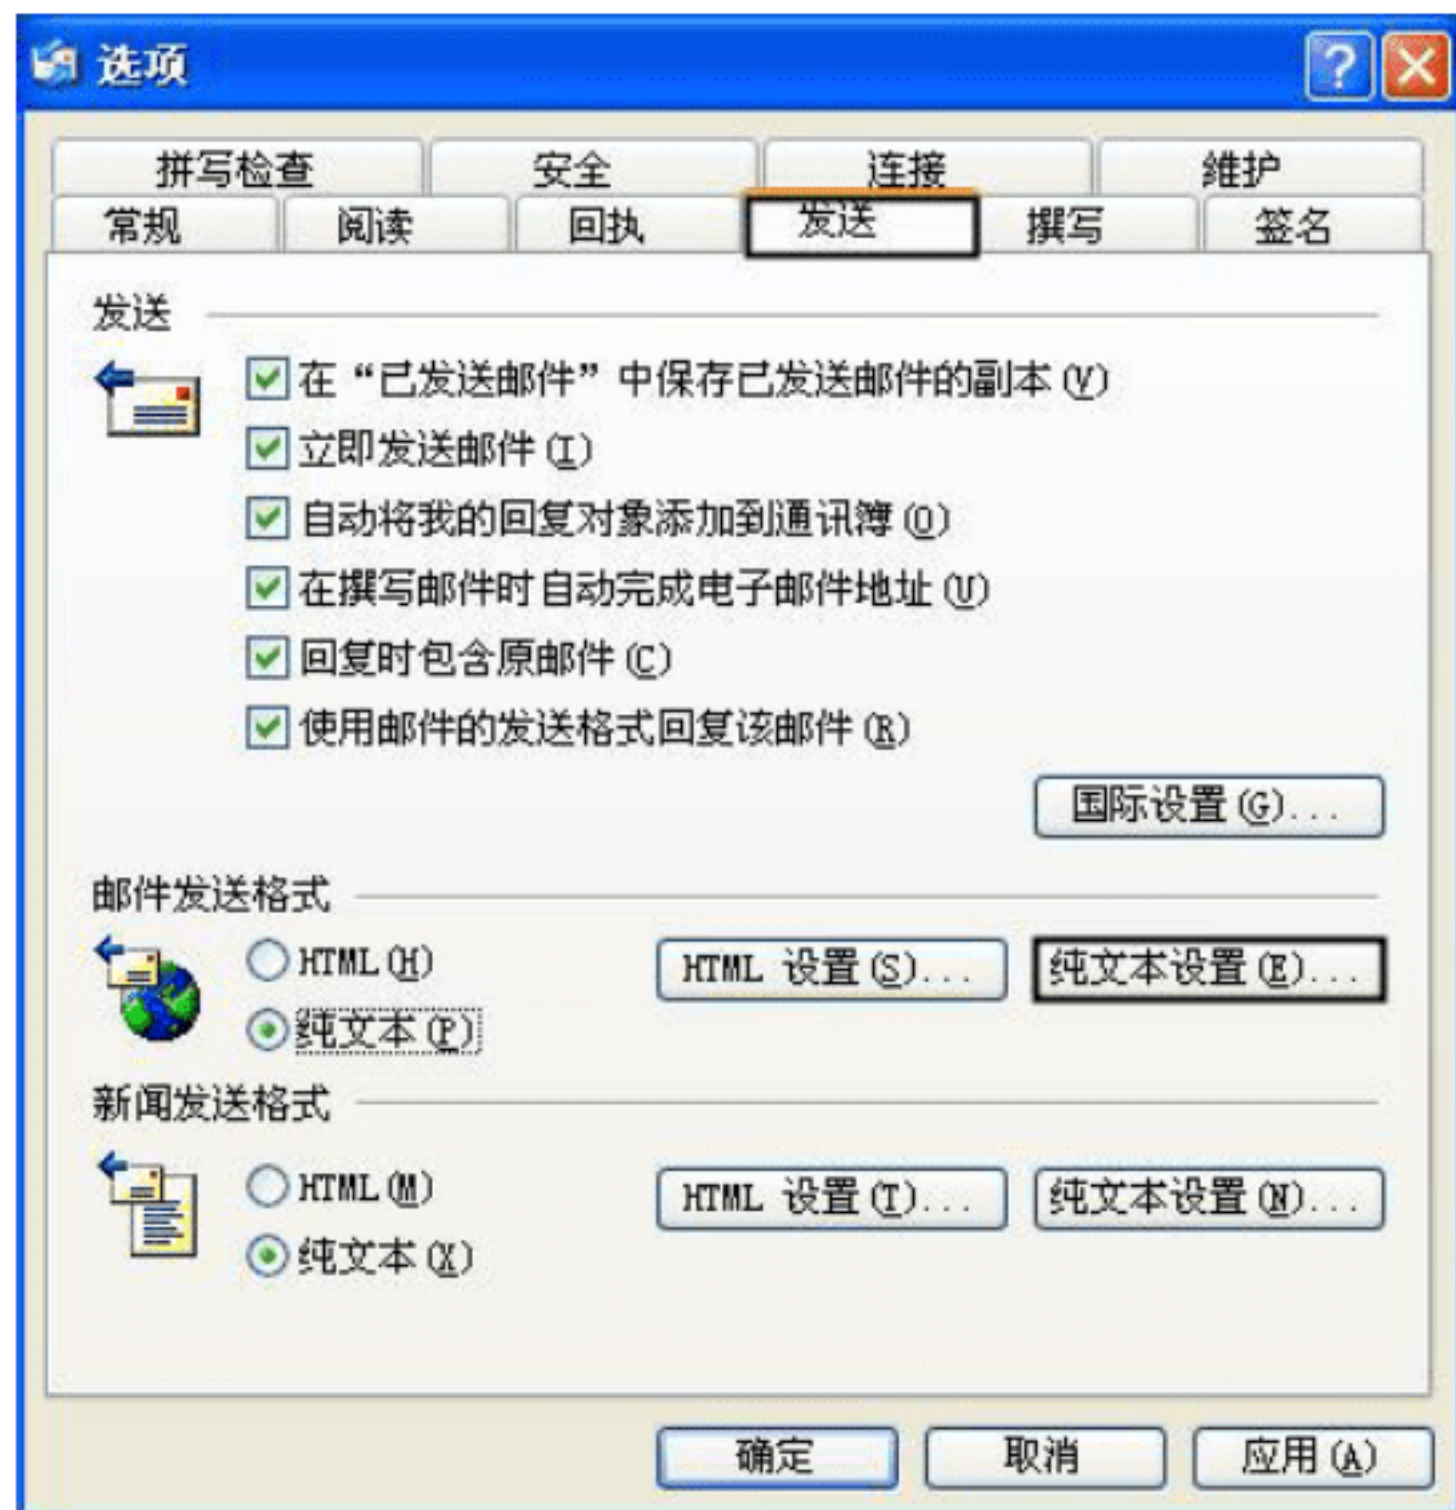 选项
拼写检查 安全 连接 维护
常规 阅读 回执 发送 撰写 签名
发送
在“已发送邮件”中保存已发送邮件的副本(V)
立即发送邮件(I)
自动将我的回复对象添加到通讯簿(O)
在撰写邮件时自动完成电子邮件地址(U)
回复时包含原邮件(C)
使用邮件的发送格式回复该邮件(R)
国际设置(G)...
邮件发送格式
HTML(H) HTML 设置(S)... 纯文本设置(E)...
纯文本(P)
新闻发送格式
HTML(M) HTML 设置(T)... 纯文本设置(N)...
纯文本(X)
确定 取消 应用(A)